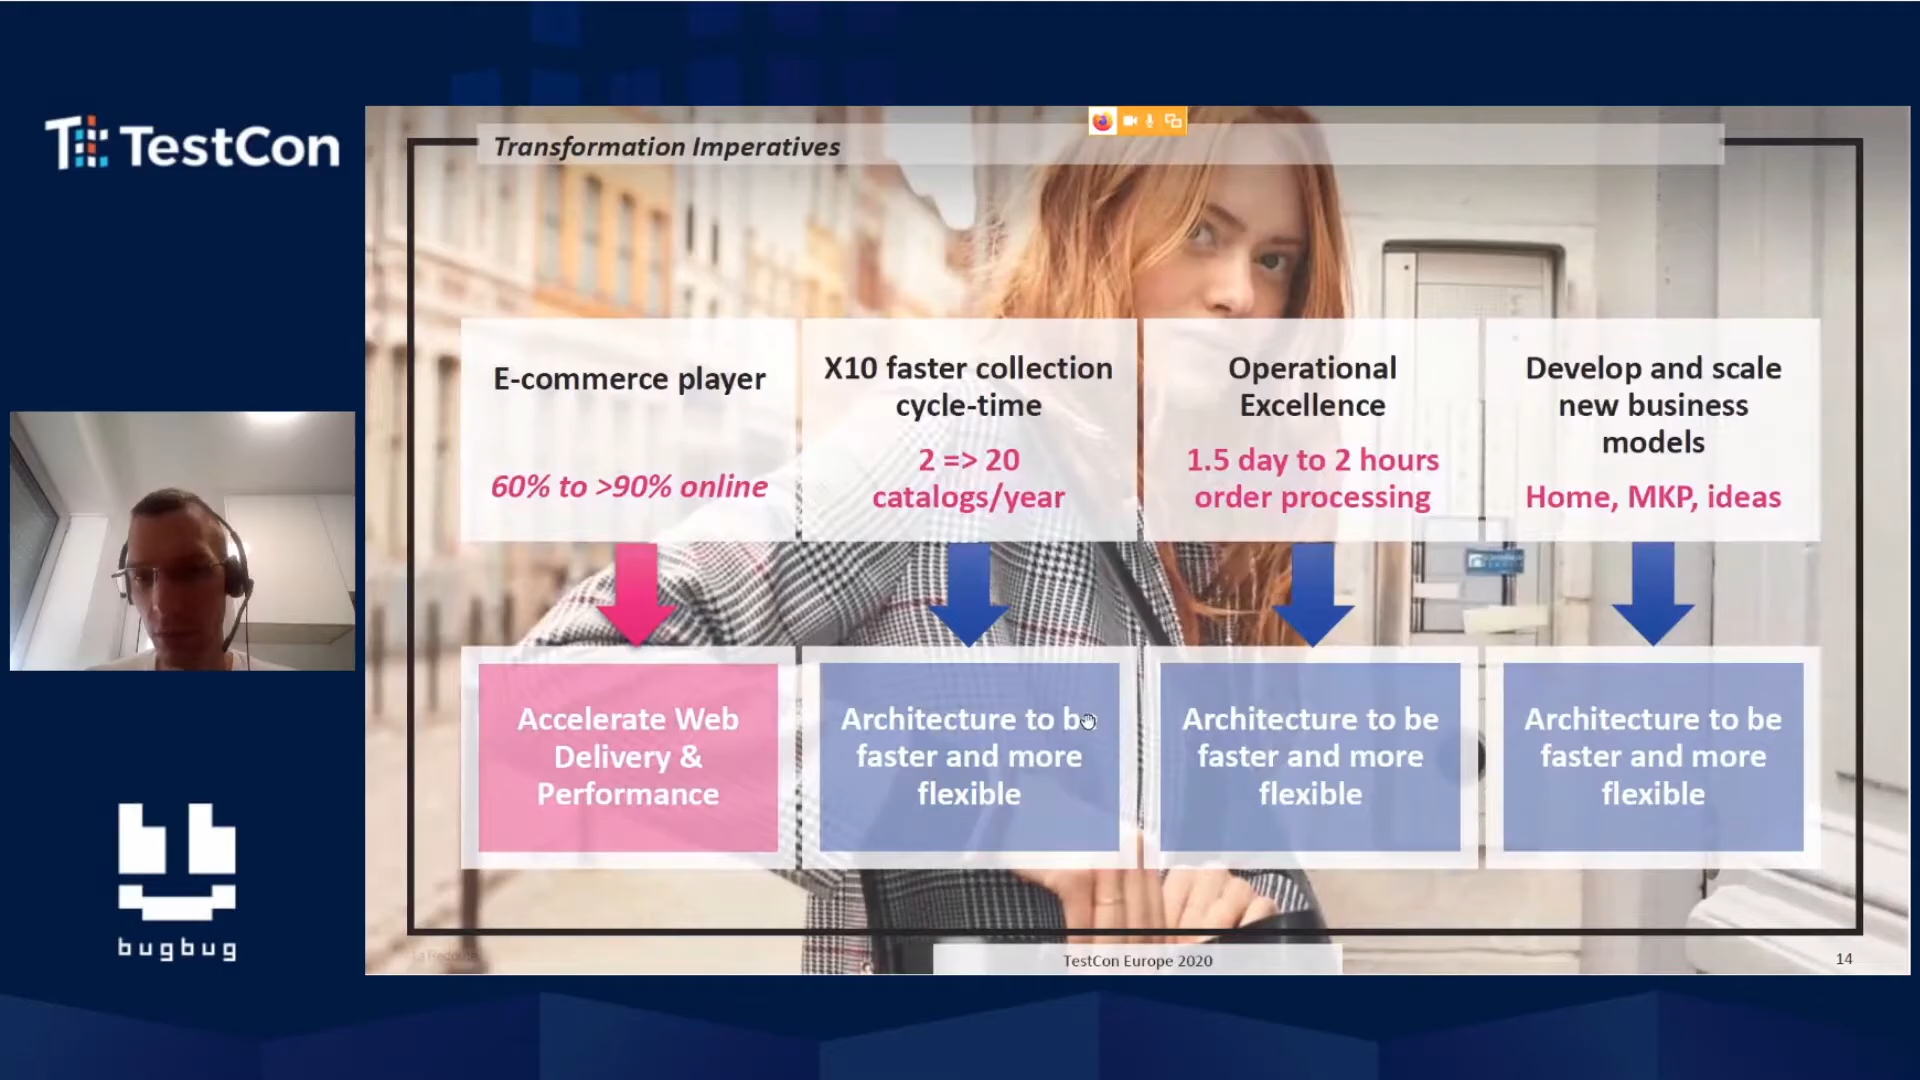 TestCon
Transformation Imperatives
E-commerce player
60% to >90% online
X10 faster collection
cycle-time
2 => 20
catalogs/year
Operational
Excellence
1.5 day to 2 hours
order processing
Develop and scale
new business
models
Home, MKP, ideas
Accelerate Web
Delivery &
Performance
Architecture to be
faster and more
flexible
Architecture to be
faster and more
flexible
Architecture to be
faster and more
flexible
bugbug
La Redoute
TestCon Europe 2020
14